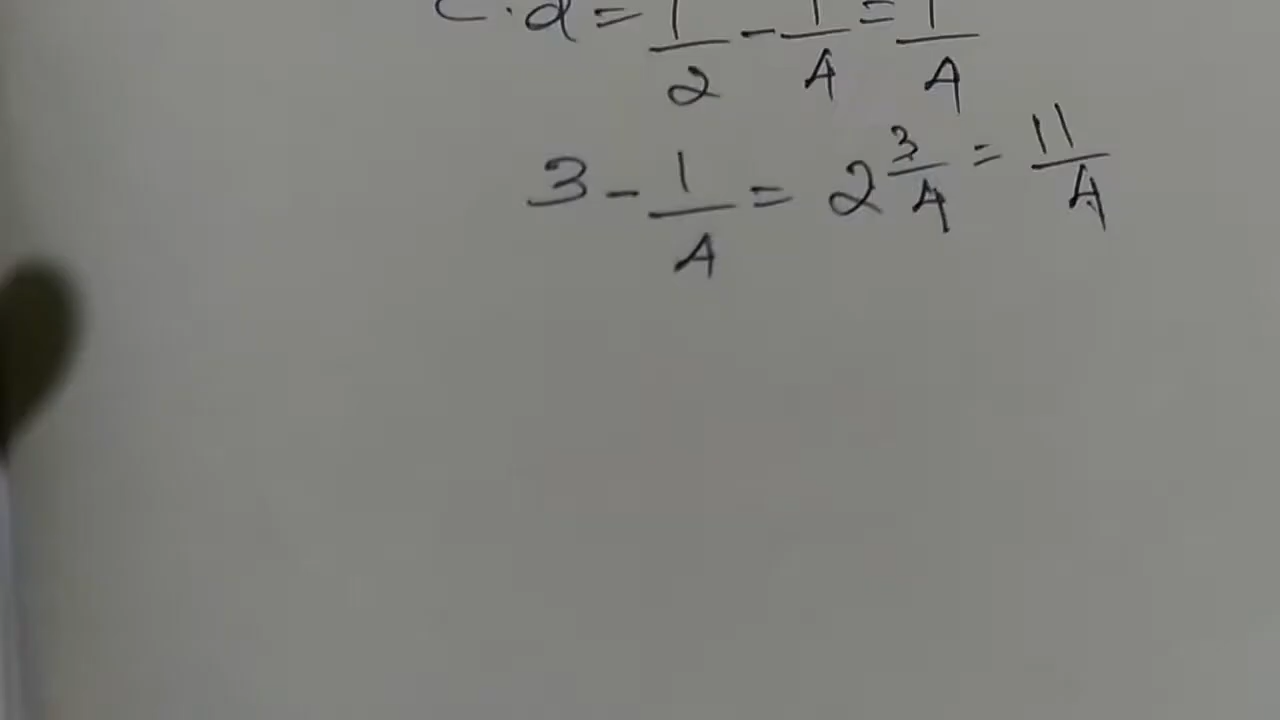 C.d = 1/2 - 1/4 = 1/4
3 - 1/4 = 2 3/4 = 11/4